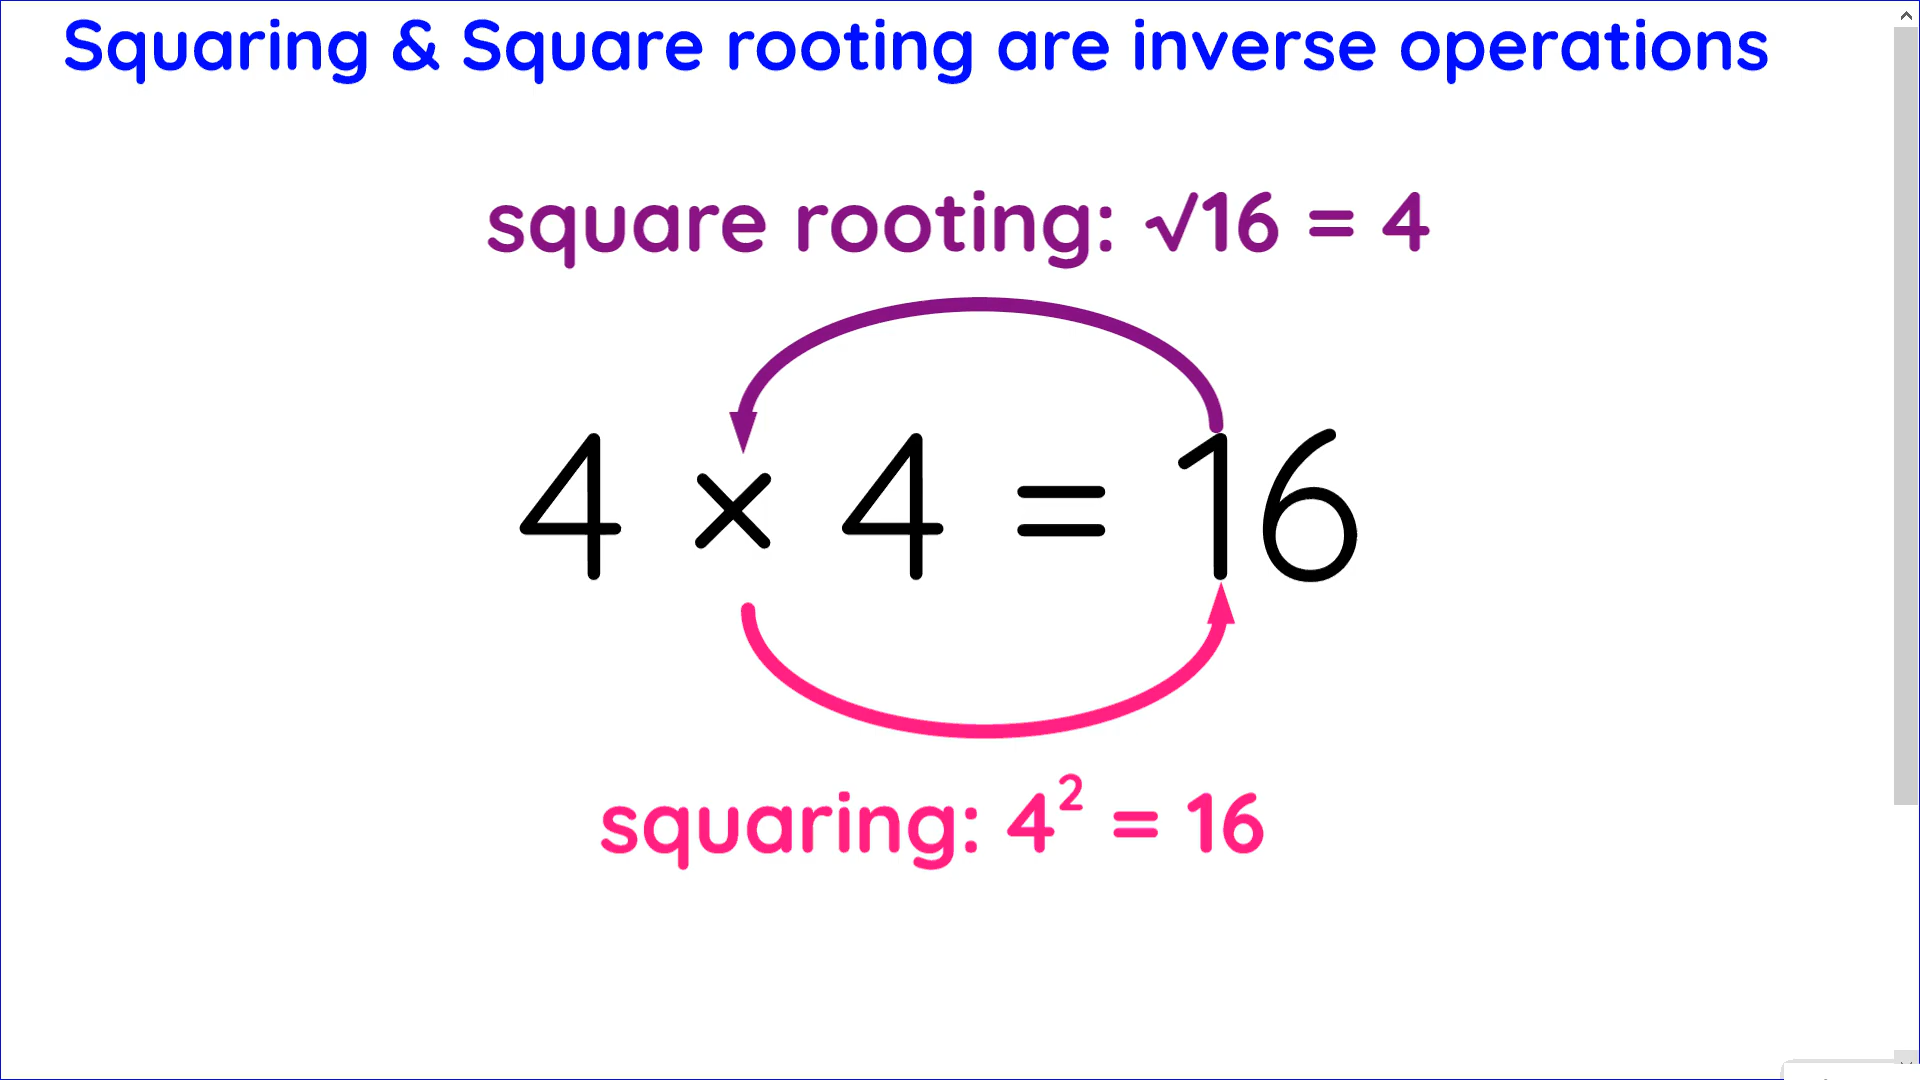 Squaring & Square rooting are inverse operations
square rooting: √16 = 4
4 × 4 = 16
squaring: 4² = 16